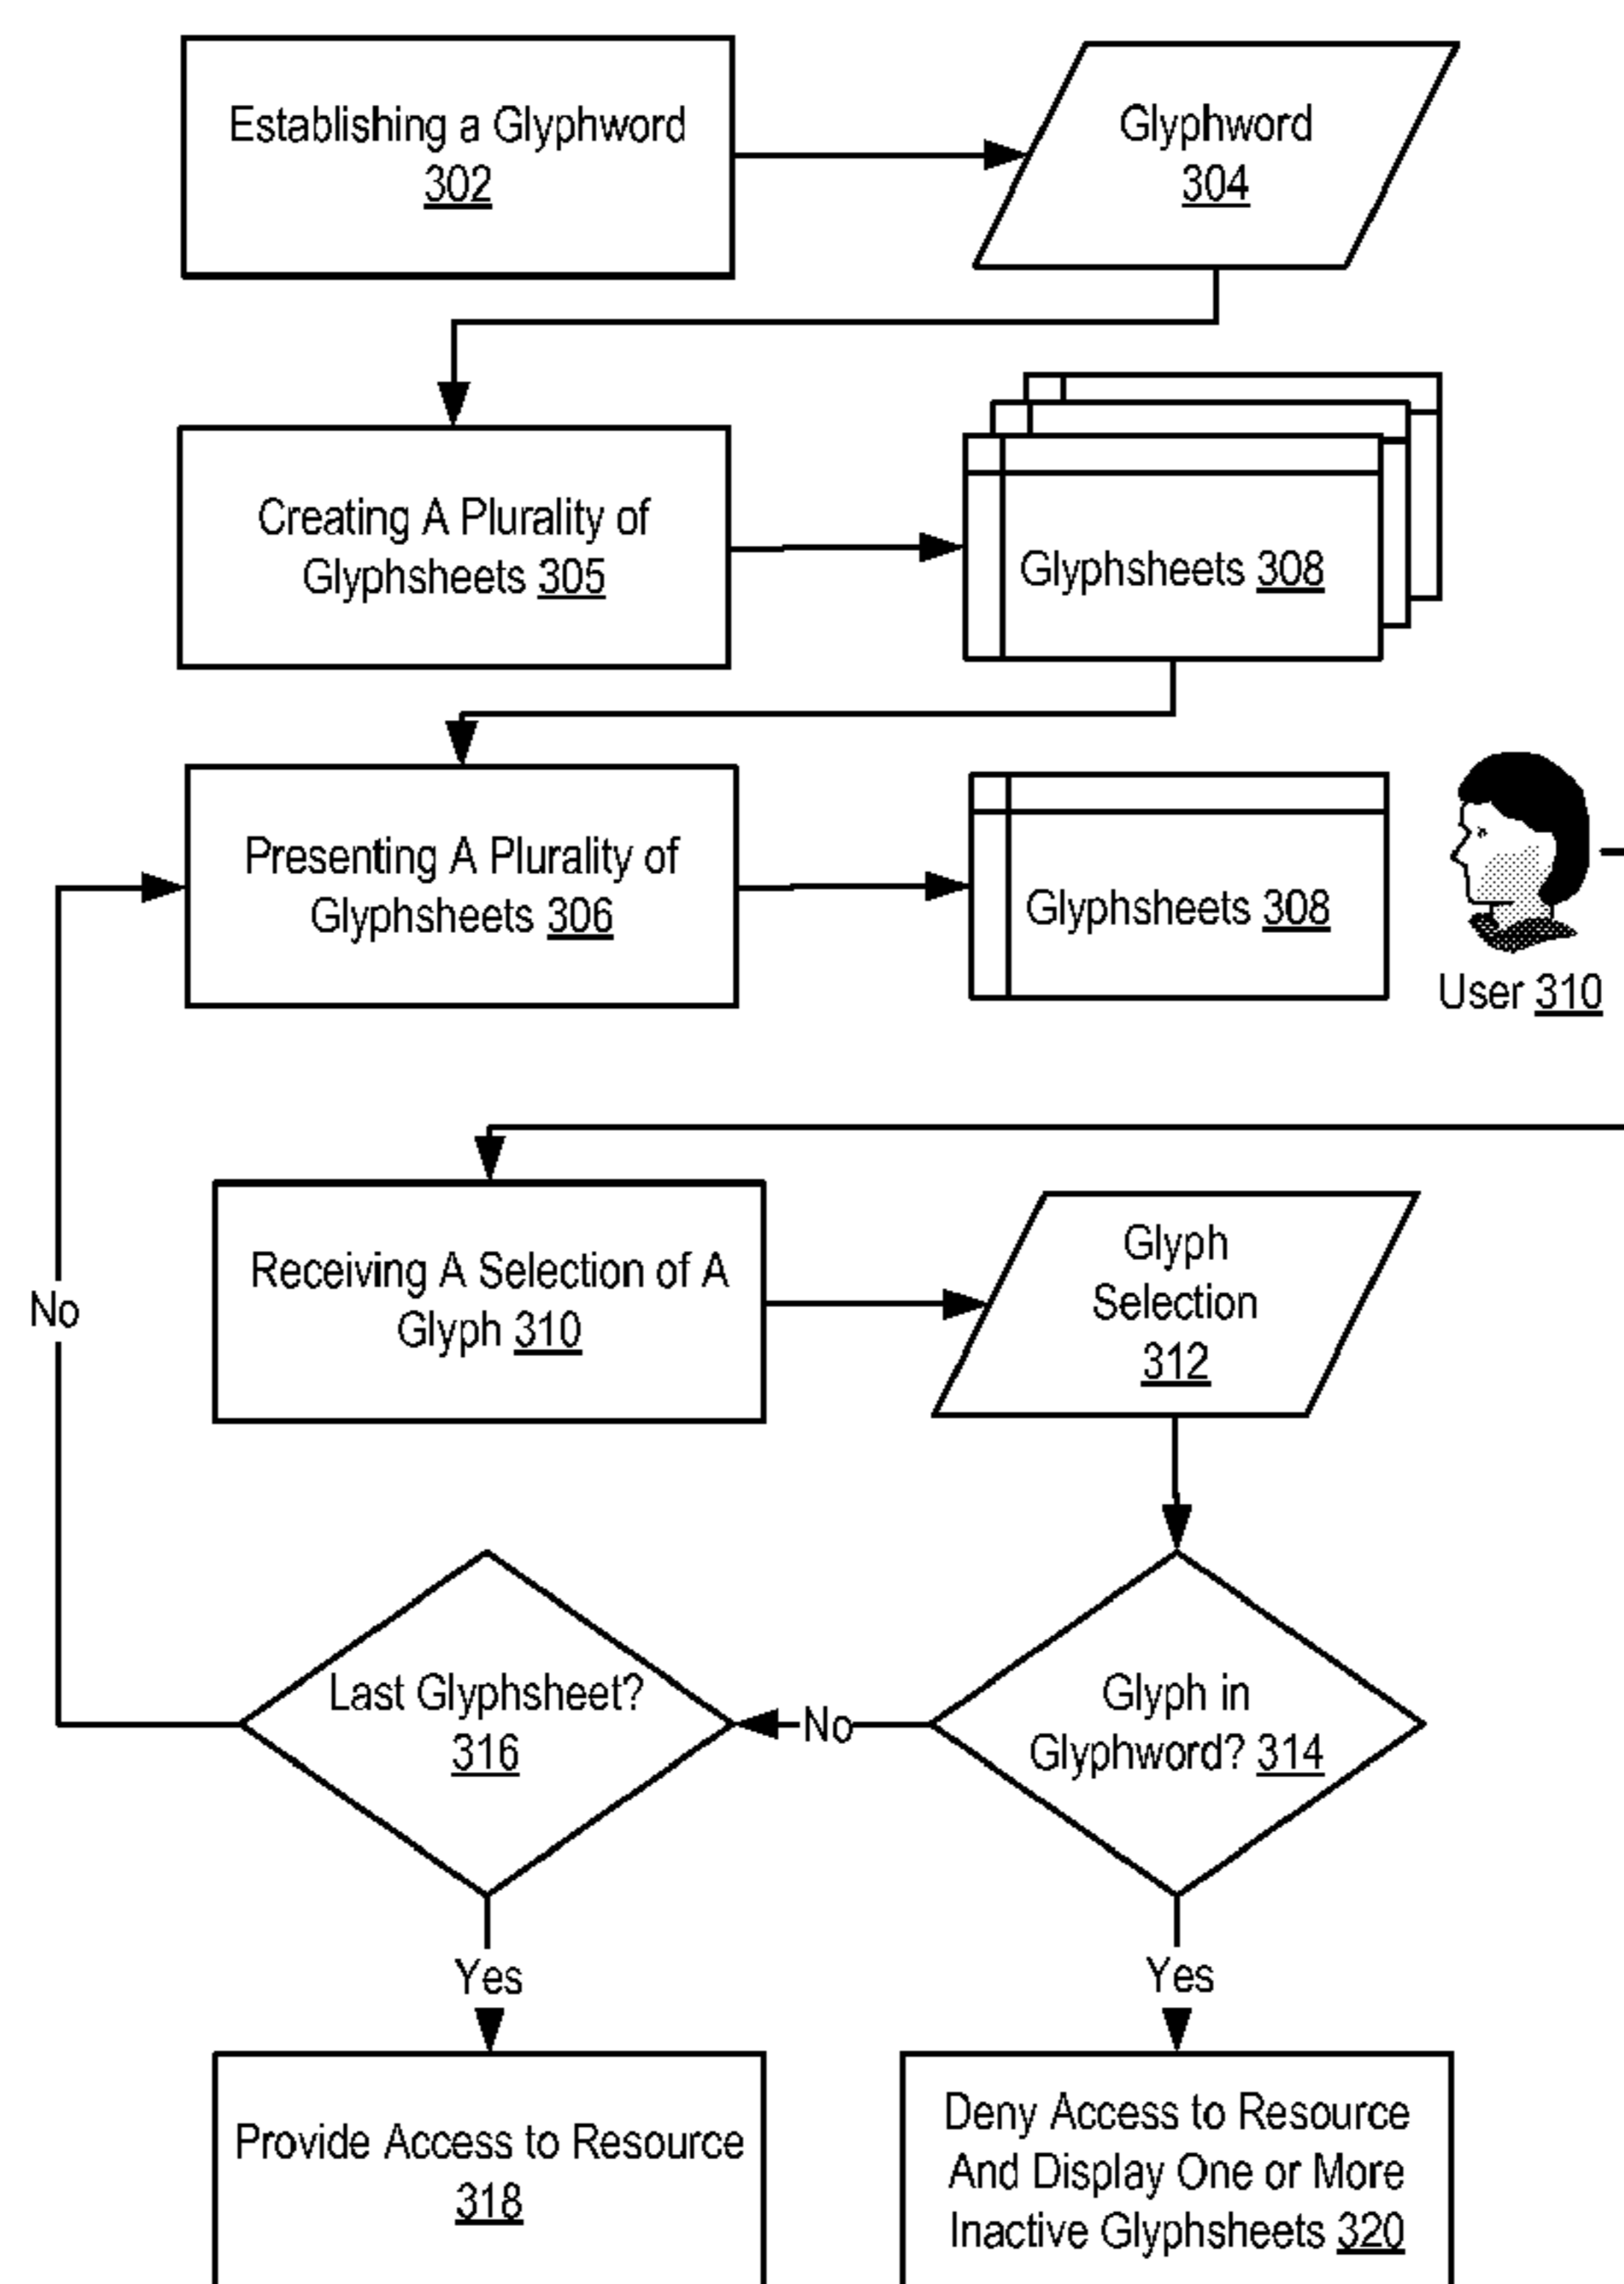 Establishing a Glyphword
302
Glyphword
304
Creating A Plurality of
Glyphsheets 305
Glyphsheets 308
Presenting A Plurality of
Glyphsheets 306
Glyphsheets 308
User 310
Receiving A Selection of A
Glyph 310
Glyph
Selection
312
No
Last Glyphsheet?
316
No
Glyph in
Glyphword? 314
Yes
Yes
Provide Access to Resource
318
Deny Access to Resource
And Display One or More
Inactive Glyphsheets 320